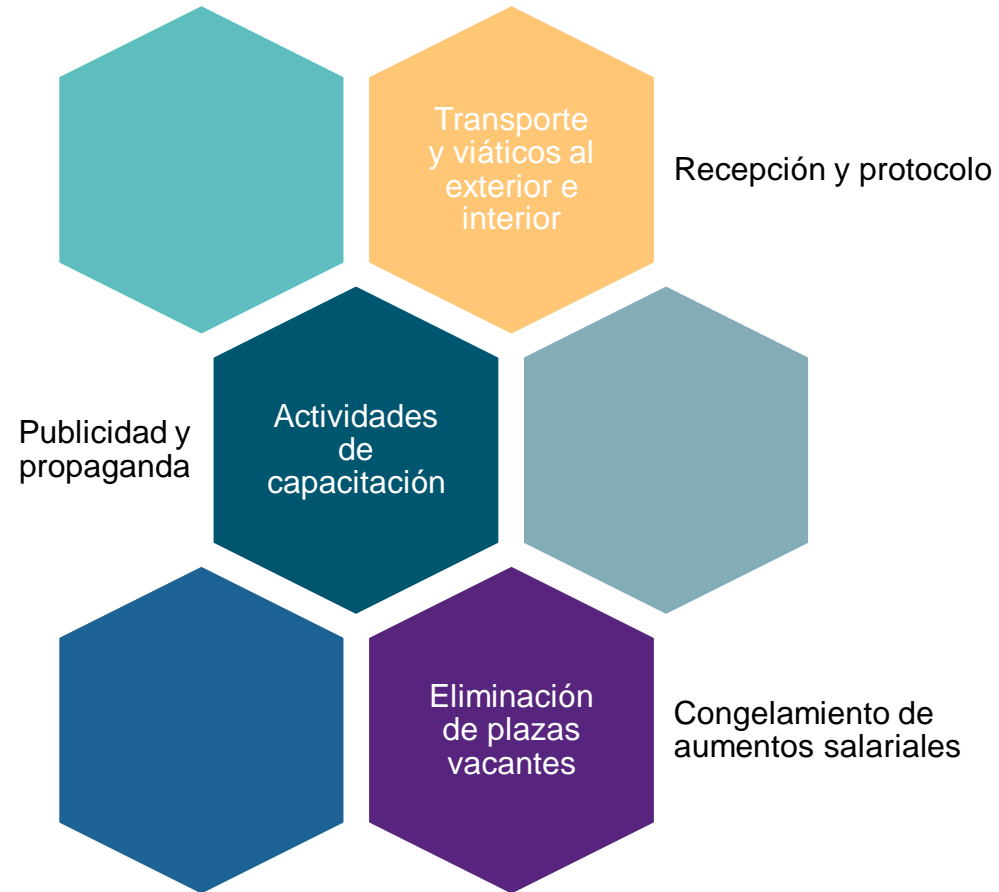 Transporte
y viáticos al
exterior e
interior
Recepción y protocolo
Publicidad y
propaganda
Actividades
de
capacitación
Eliminación
de plazas
vacantes
Congelamiento de
aumentos salariales